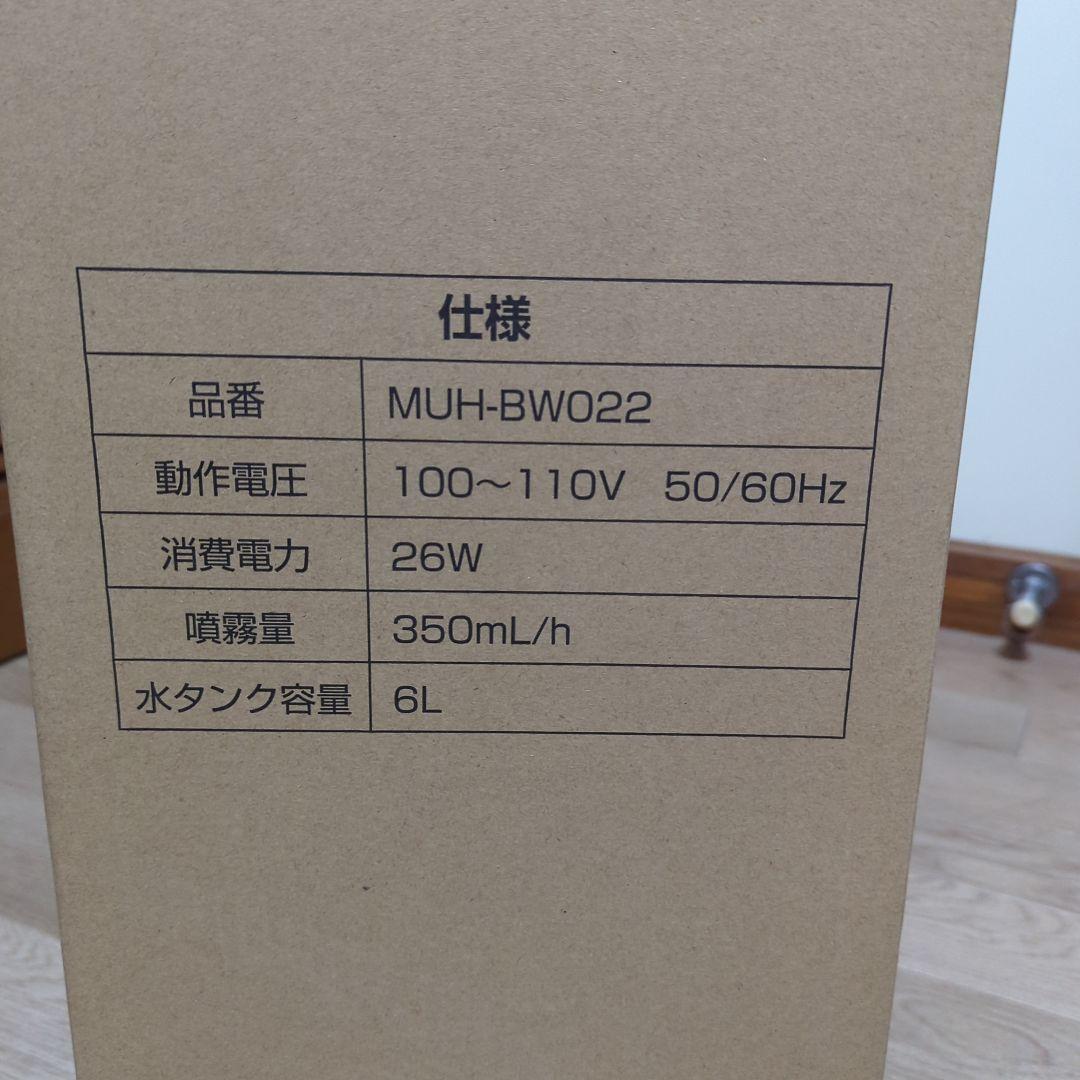 仕様
品番 MUH-BW022
動作電圧 100～110V 50/60Hz
消費電力 26W
噴霧量 350mL/h
水タンク容量 6L